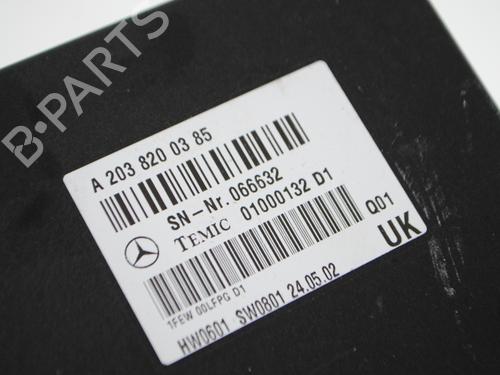 B-PARTS
A 203 820 03 85
SN-Nr. 066632
TEMIC 01000132 D1
Q01
UK
1FEW 00LFPG D1
HW0601 SW0801 24.05.02